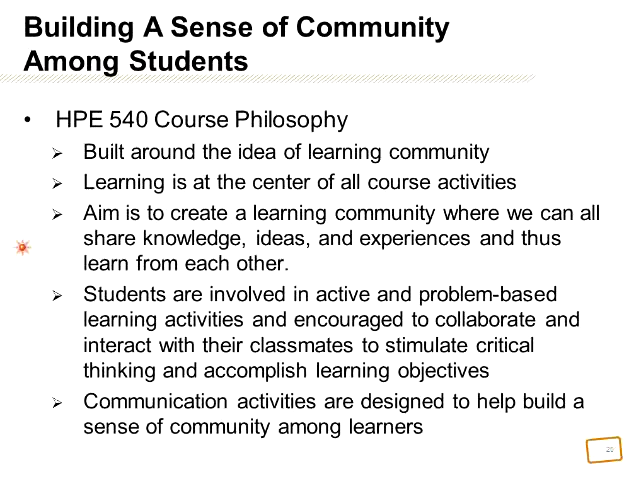 Building A Sense of Community
Among Students
• HPE 540 Course Philosophy
➢ Built around the idea of learning community
➢ Learning is at the center of all course activities
➢ Aim is to create a learning community where we can all
share knowledge, ideas, and experiences and thus
learn from each other.
➢ Students are involved in active and problem-based
learning activities and encouraged to collaborate and
interact with their classmates to stimulate critical
thinking and accomplish learning objectives
➢ Communication activities are designed to help build a
sense of community among learners